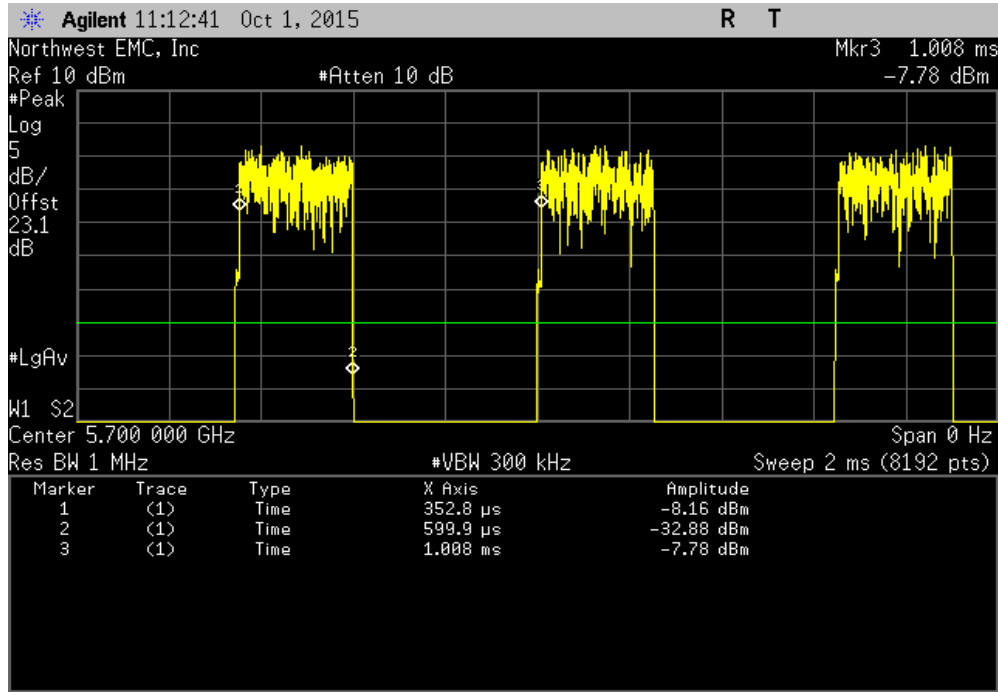 Agilent 11:12:41 Oct 1, 2015 R T
Northwest EMC, Inc Mkr3 1.008 ms
Ref 10 dBm #Atten 10 dB −7.78 dBm
#Peak
Log
5
dB/
Offst
23.1
dB
1
3
2
#LgAv
W1 S2
Center 5.700 000 GHz Span 0 Hz
Res BW 1 MHz #VBW 300 kHz Sweep 2 ms (8192 pts)
Marker Trace Type X Axis Amplitude
1 (1) Time 352.8 µs −8.16 dBm
2 (1) Time 599.9 µs −32.88 dBm
3 (1) Time 1.008 ms −7.78 dBm